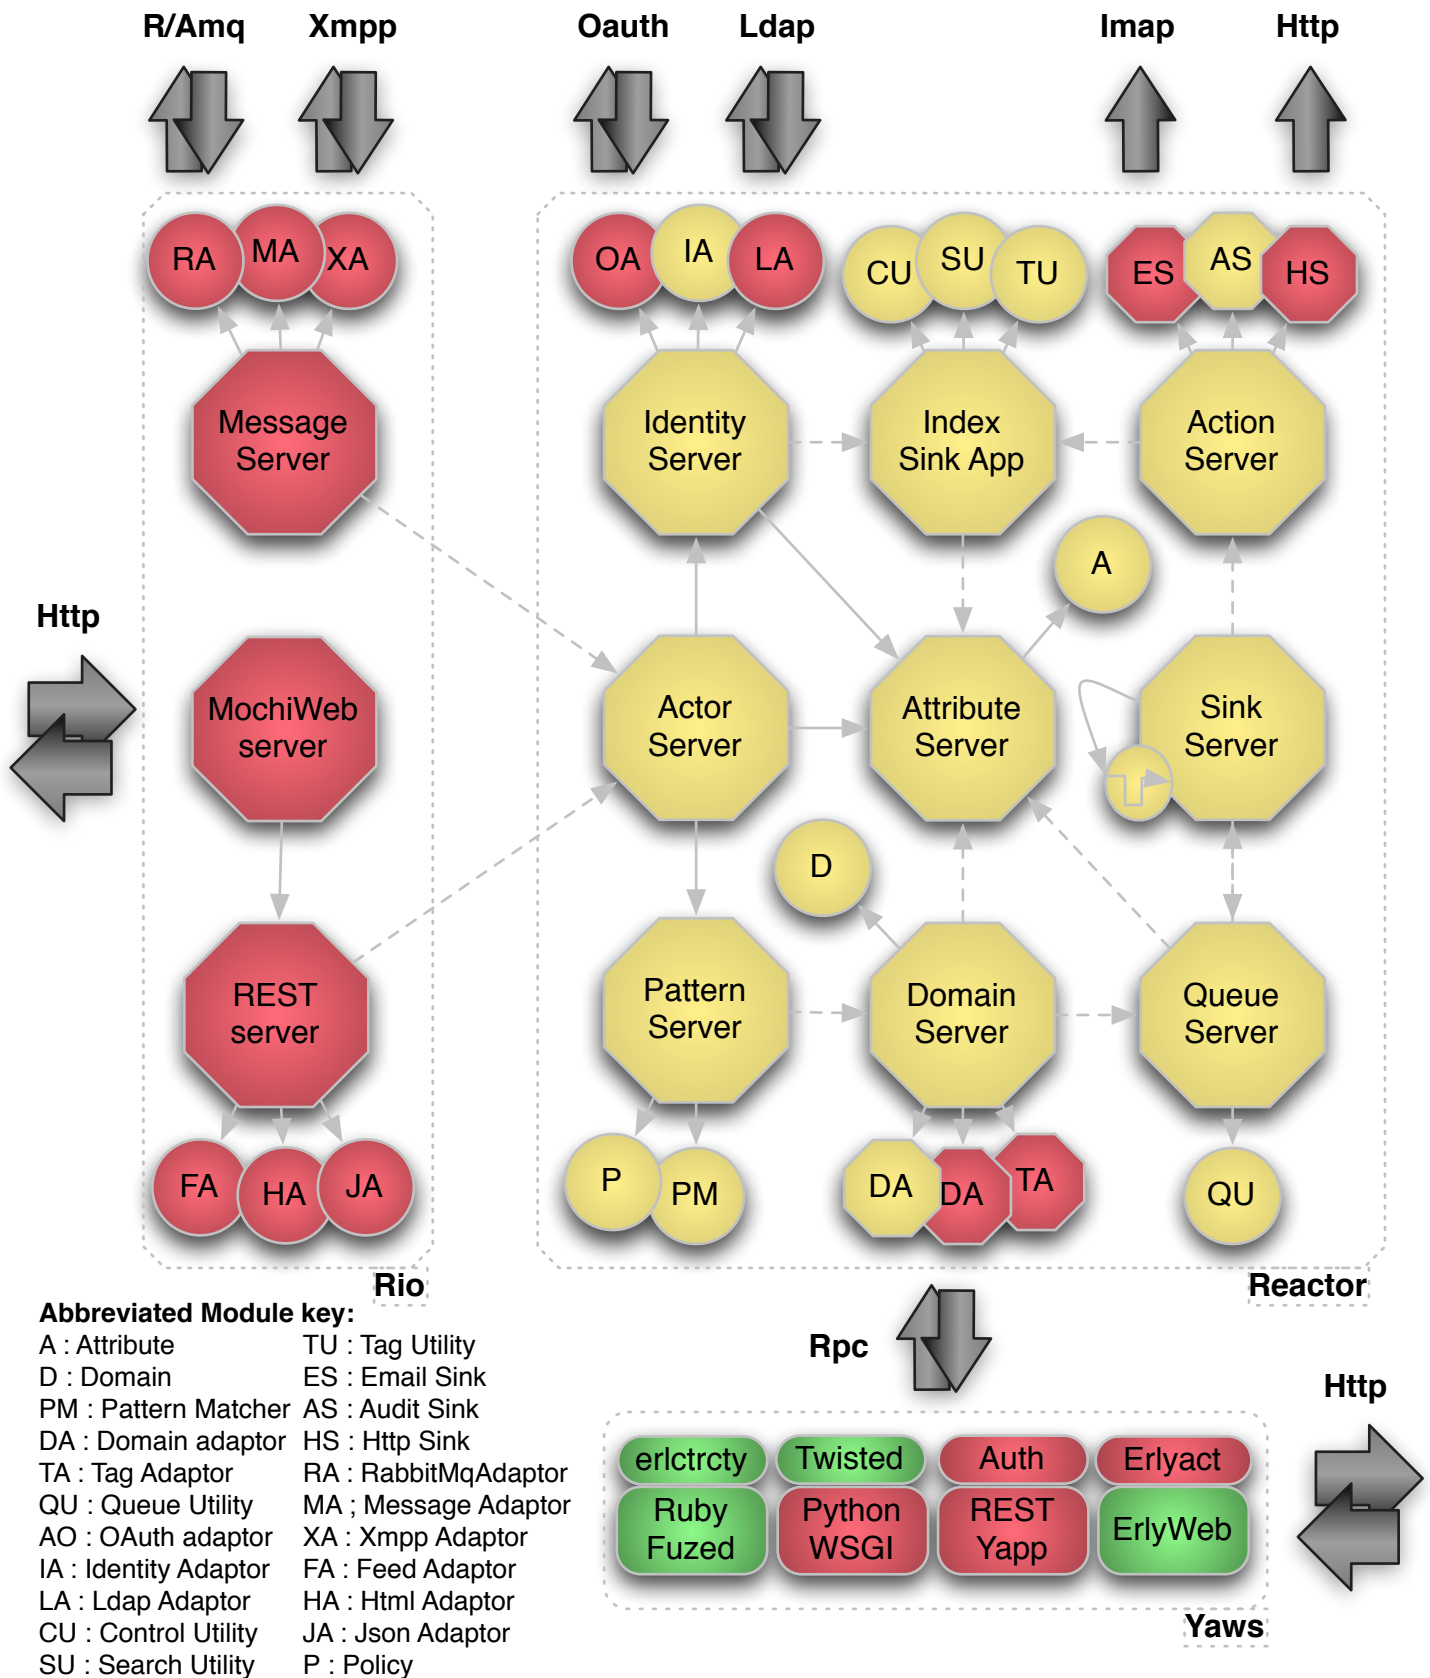 R/Amq
Xmpp
Oauth
Ldap
Imap
Http
RA
MA
XA
OA
IA
LA
CU
SU
TU
ES
AS
HS
Message
Server
Identity
Server
Index
Sink App
Action
Server
A
Http
MochiWeb
server
Actor
Server
Attribute
Server
Sink
Server
D
REST
server
Pattern
Server
Domain
Server
Queue
Server
FA
HA
JA
P
PM
DA
DA
TA
QU
Rio
Reactor
Abbreviated Module key:
A : Attribute
D : Domain
PM : Pattern Matcher
DA : Domain adaptor
TA : Tag Adaptor
QU : Queue Utility
AO : OAuth adaptor
IA : Identity Adaptor
LA : Ldap Adaptor
CU : Control Utility
SU : Search Utility
TU : Tag Utility
ES : Email Sink
AS : Audit Sink
HS : Http Sink
RA : RabbitMqAdaptor
MA ; Message Adaptor
XA : Xmpp Adaptor
FA : Feed Adaptor
HA : Html Adaptor
JA : Json Adaptor
P : Policy
Rpc
Http
erlctrcty
Twisted
Auth
Erlyact
Ruby
Fuzed
Python
WSGI
REST
Yapp
ErlyWeb
Yaws